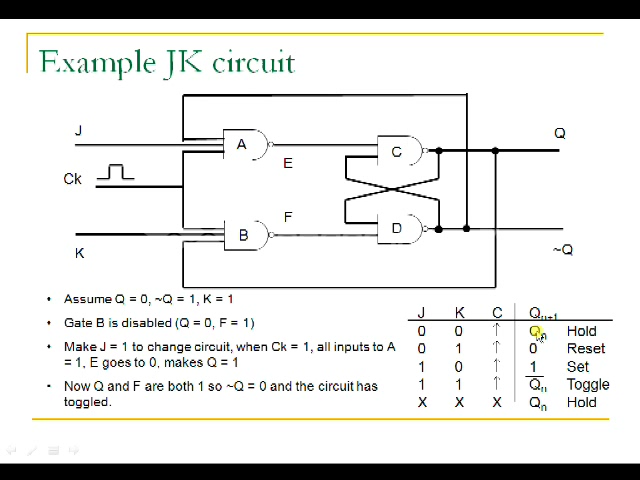 Example JK circuit
J
Q
A
C
E
Ck
F
B
D
K
~Q
• Assume Q = 0, ~Q = 1, K = 1
• Gate B is disabled (Q = 0, F = 1)
• Make J = 1 to change circuit, when Ck = 1, all inputs to A
= 1, E goes to 0, makes Q = 1
• Now Q and F are both 1 so ~Q = 0 and the circuit has
toggled.
J K C Qn+1
0 0 ↑ Qn Hold
0 1 ↑ 0 Reset
1 0 ↑ 1 Set
1 1 ↑ Q̅n Toggle
X X X Qn Hold